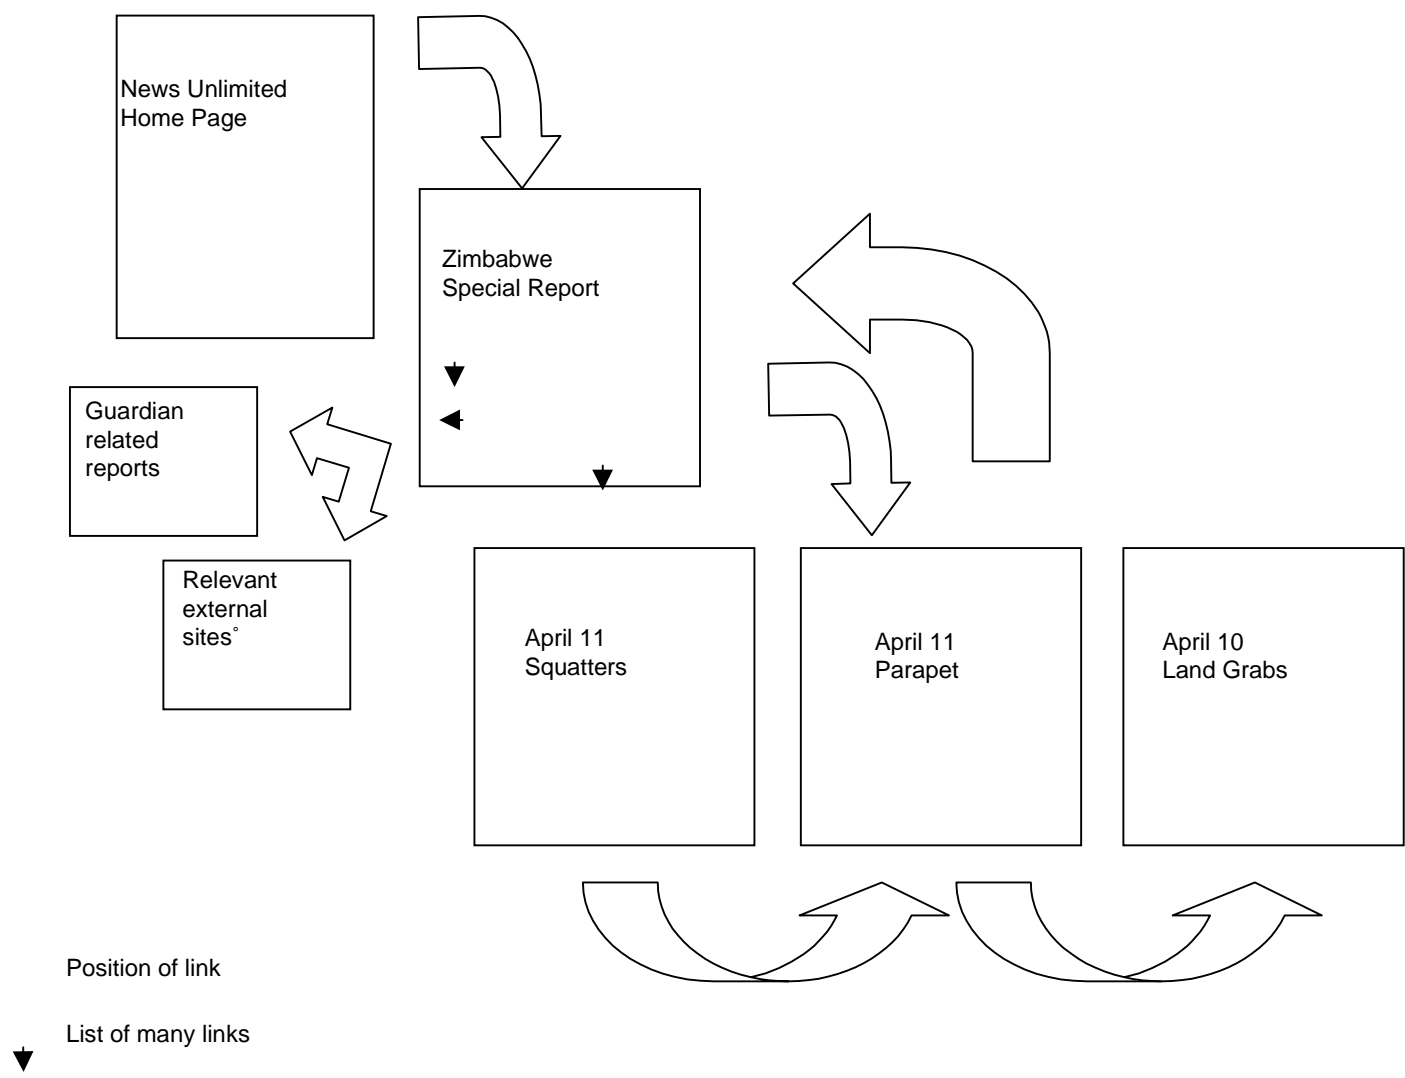 News Unlimited
Home Page
Zimbabwe
Special Report
Guardian
related
reports
Relevant
external
sites°
April 11
Squatters
April 11
Parapet
April 10
Land Grabs
Position of link
List of many links